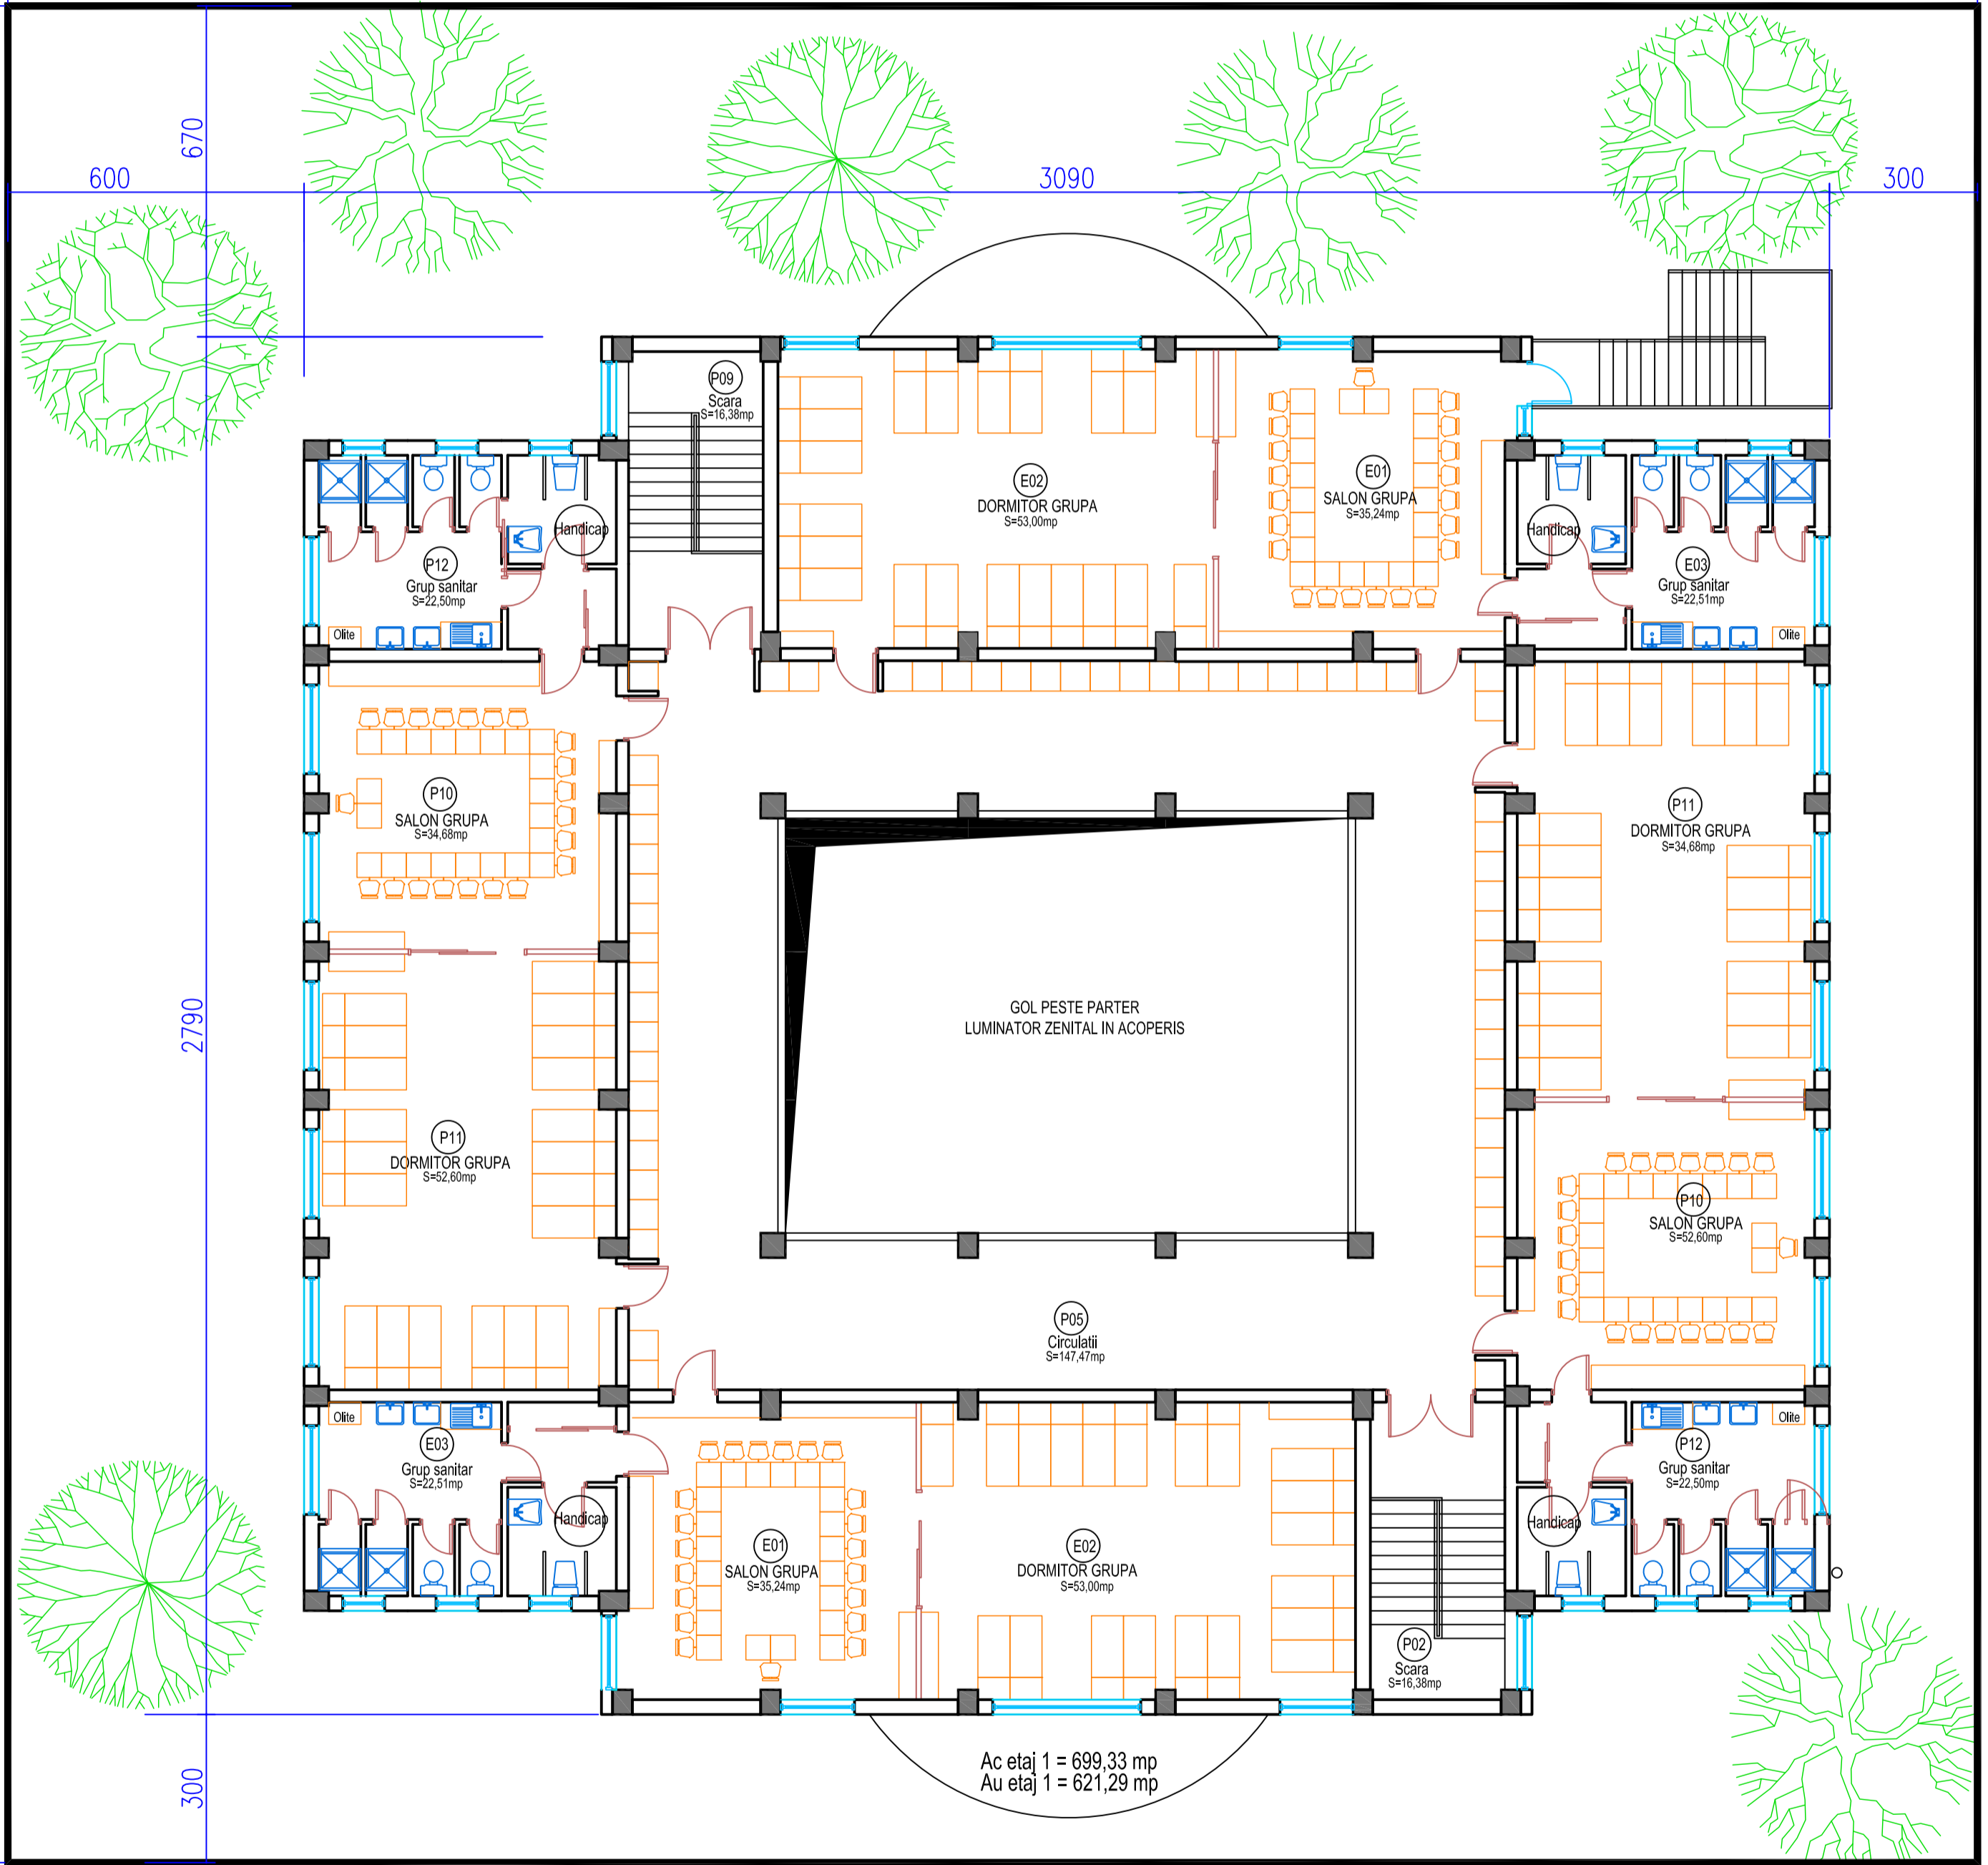 670
600
3090
300
P09
Scara
S=16,38mp
E02
DORMITOR GRUPA
S=53,00mp
E01
SALON GRUPA
S=35,24mp
Handicap
P12
Grup sanitar
S=22,50mp
Olite
Handicap
E03
Grup sanitar
S=22,51mp
Olite
P10
SALON GRUPA
S=34,68mp
P11
DORMITOR GRUPA
S=34,68mp
GOL PESTE PARTER
LUMINATOR ZENITAL IN ACOPERIS
2790
P11
DORMITOR GRUPA
S=52,60mp
P10
SALON GRUPA
S=52,60mp
P05
Circulatii
S=147,47mp
Olite
E03
Grup sanitar
S=22,51mp
Handicap
E01
SALON GRUPA
S=35,24mp
E02
DORMITOR GRUPA
S=53,00mp
Olite
P12
Grup sanitar
S=22,50mp
Handicap
P02
Scara
S=16,38mp
Ac etaj 1 = 699,33 mp
Au etaj 1 = 621,29 mp
300